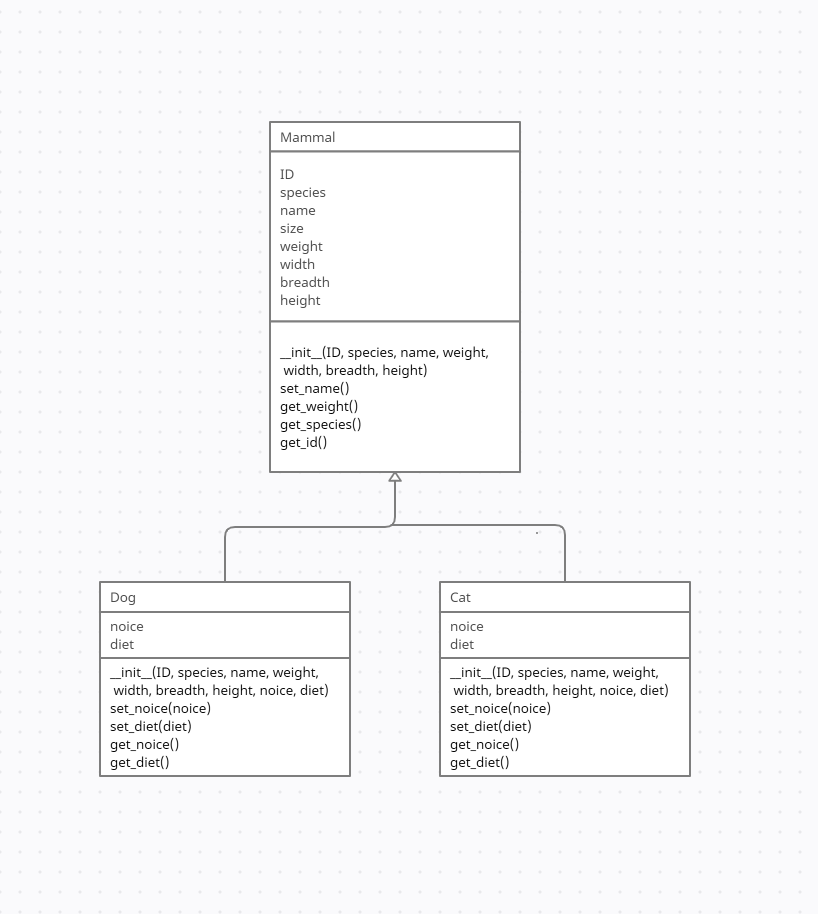 Mammal
ID
species
name
size
weight
width
breadth
height
__init__(ID, species, name, weight,
width, breadth, height)
set_name()
get_weight()
get_species()
get_id()
Dog
noice
diet
__init__(ID, species, name, weight,
width, breadth, height, noice, diet)
set_noice(noice)
set_diet(diet)
get_noice()
get_diet()
Cat
noice
diet
__init__(ID, species, name, weight,
width, breadth, height, noice, diet)
set_noice(noice)
set_diet(diet)
get_noice()
get_diet()